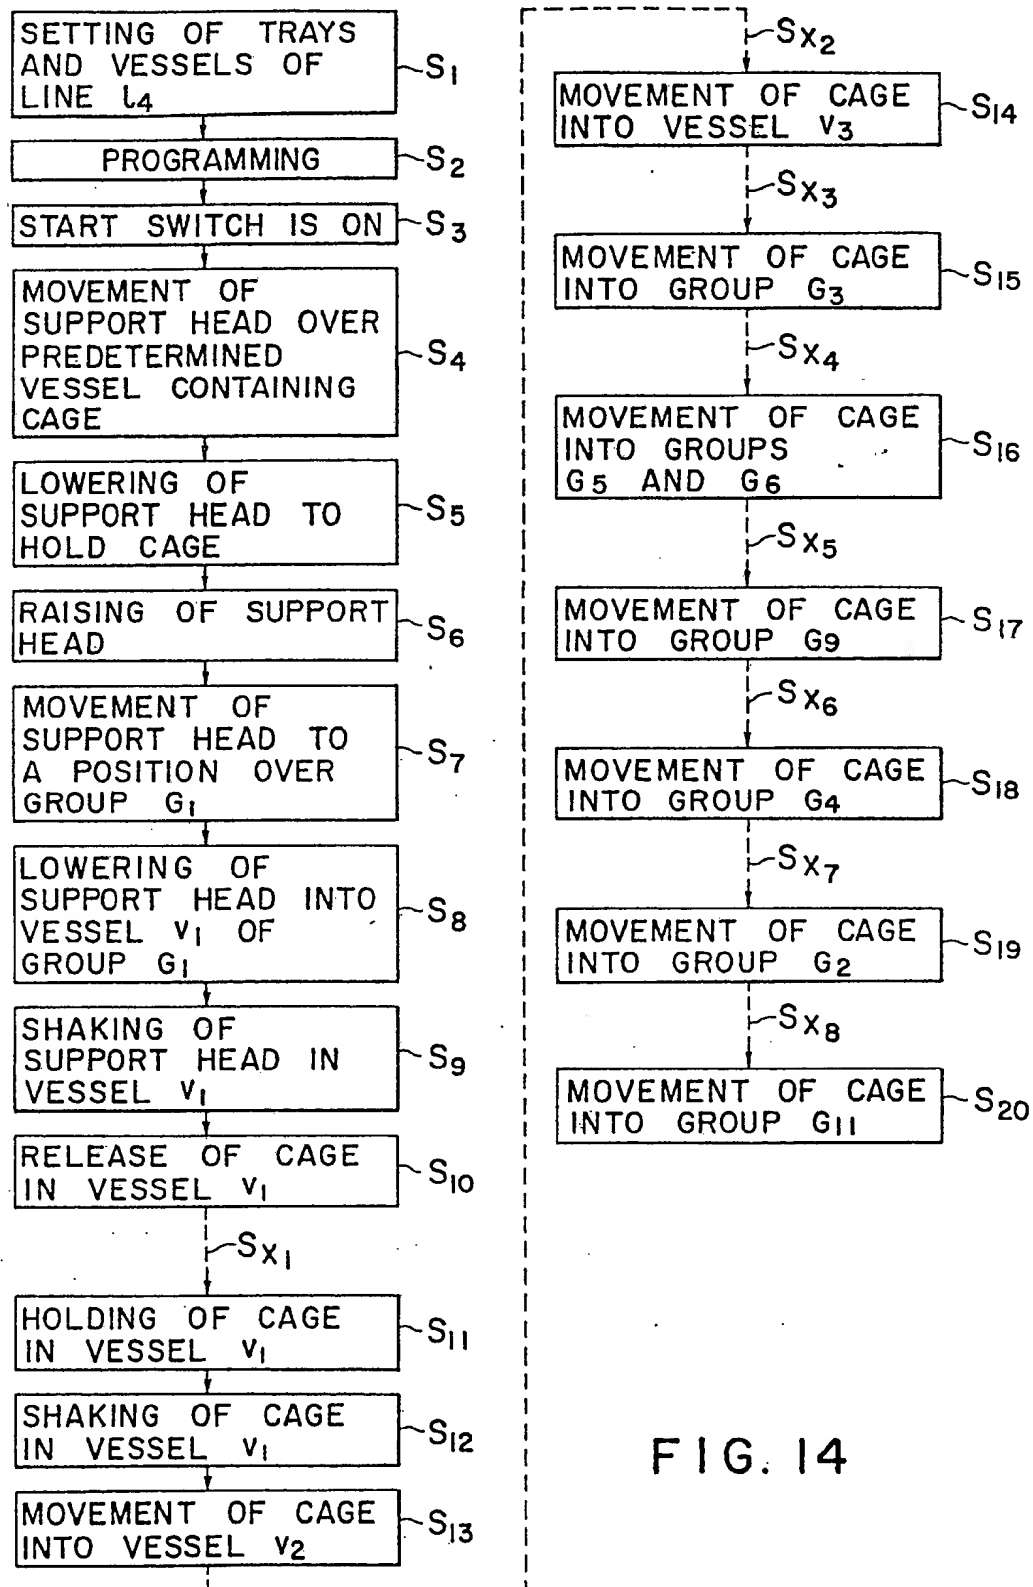 SETTING OF TRAYS
AND VESSELS OF
LINE l4
S1
PROGRAMMING
S2
START SWITCH IS ON
S3
MOVEMENT OF
SUPPORT HEAD OVER
PREDETERMINED
VESSEL CONTAINING
CAGE
S4
LOWERING OF
SUPPORT HEAD TO
HOLD CAGE
S5
RAISING OF SUPPORT
HEAD
S6
MOVEMENT OF
SUPPORT HEAD TO
A POSITION OVER
GROUP G1
S7
LOWERING OF
SUPPORT HEAD INTO
VESSEL V1 OF
GROUP G1
S8
SHAKING OF
SUPPORT HEAD IN
VESSEL V1
S9
RELEASE OF CAGE
IN VESSEL V1
S10
SX1
HOLDING OF CAGE
IN VESSEL V1
S11
SHAKING OF CAGE
IN VESSEL V1
S12
MOVEMENT OF CAGE
INTO VESSEL V2
S13
SX2
MOVEMENT OF CAGE
INTO VESSEL V3
S14
SX3
MOVEMENT OF CAGE
INTO GROUP G3
S15
SX4
MOVEMENT OF CAGE
INTO GROUPS
G5 AND G6
S16
SX5
MOVEMENT OF CAGE
INTO GROUP G9
S17
SX6
MOVEMENT OF CAGE
INTO GROUP G4
S18
SX7
MOVEMENT OF CAGE
INTO GROUP G2
S19
SX8
MOVEMENT OF CAGE
INTO GROUP G11
S20
FIG. 14